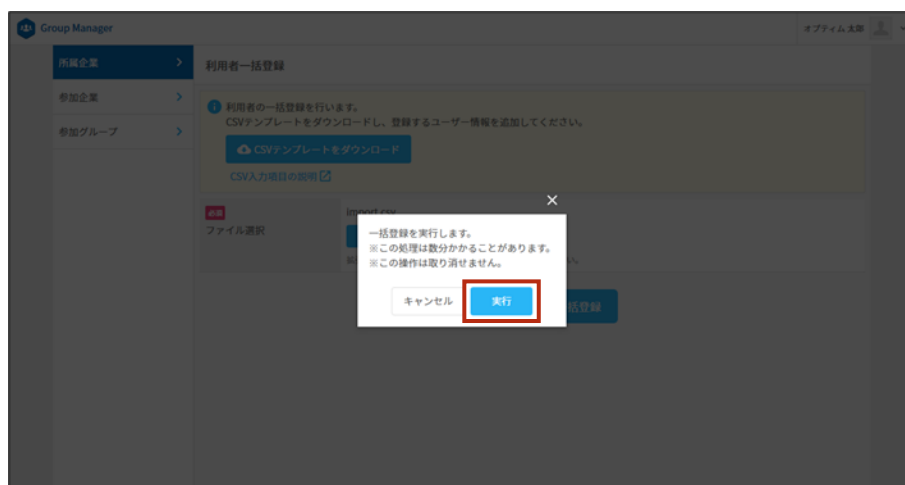 Group Manager
オプティム 太郎
所属企業
参加企業
参加グループ
利用者一括登録
利用者の一括登録を行います。
CSVテンプレートをダウンロードし、登録するユーザー情報を追加してください。
CSVテンプレートをダウンロード
CSV入力項目の説明
必須
ファイル選択
import.csv
一括登録を実行します。
※この処理は数分かかることがあります。
※この操作は取り消せません。
キャンセル
実行
括登録